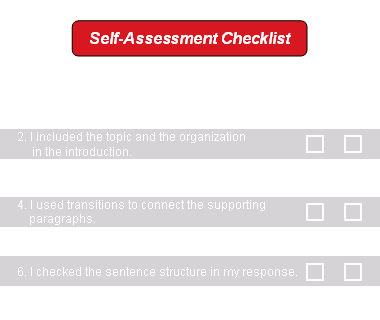 Self-Assessment Checklist
2. I included the topic and the organization
in the introduction.
4. I used transitions to connect the supporting
paragraphs.
6. I checked the sentence structure in my response.